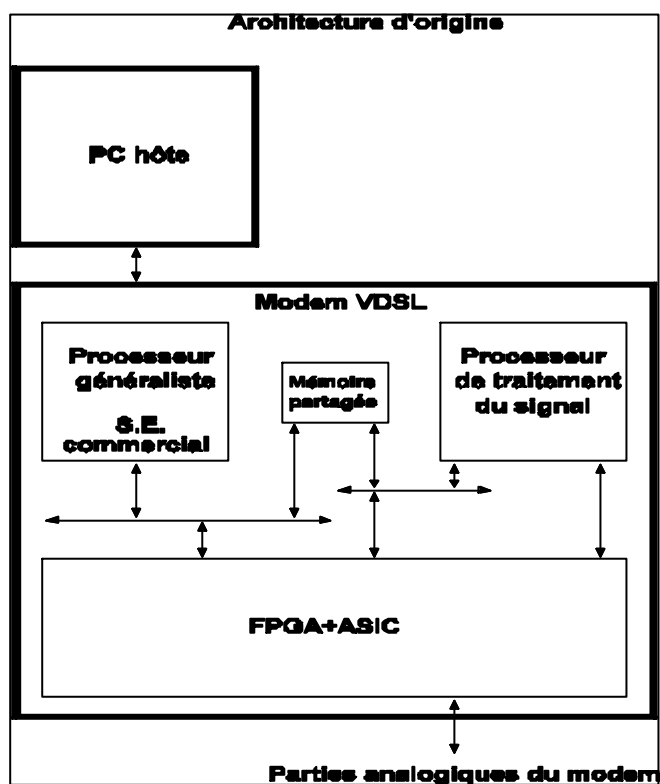 Architecture d'origine
PC hôte
Modem VDSL
Processeur
généraliste
S.E.
commercial
Mémoire
partagée
Processeur
de traitement
du signal
FPGA+ASIC
Parties analogiques du modem